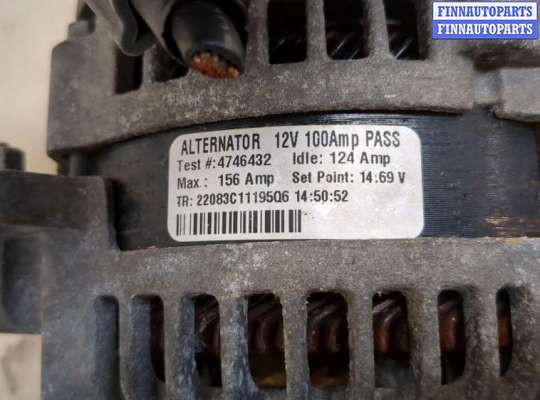 FINNAUTOPARTS
FINNAUTOPARTS
ALTERNATOR 12V 100Amp PASS
Test #:4746432 Idle: 124 Amp
Max.: 156 Amp Set Point: 14.69 V
TR: 22083C1119506 14:50:52